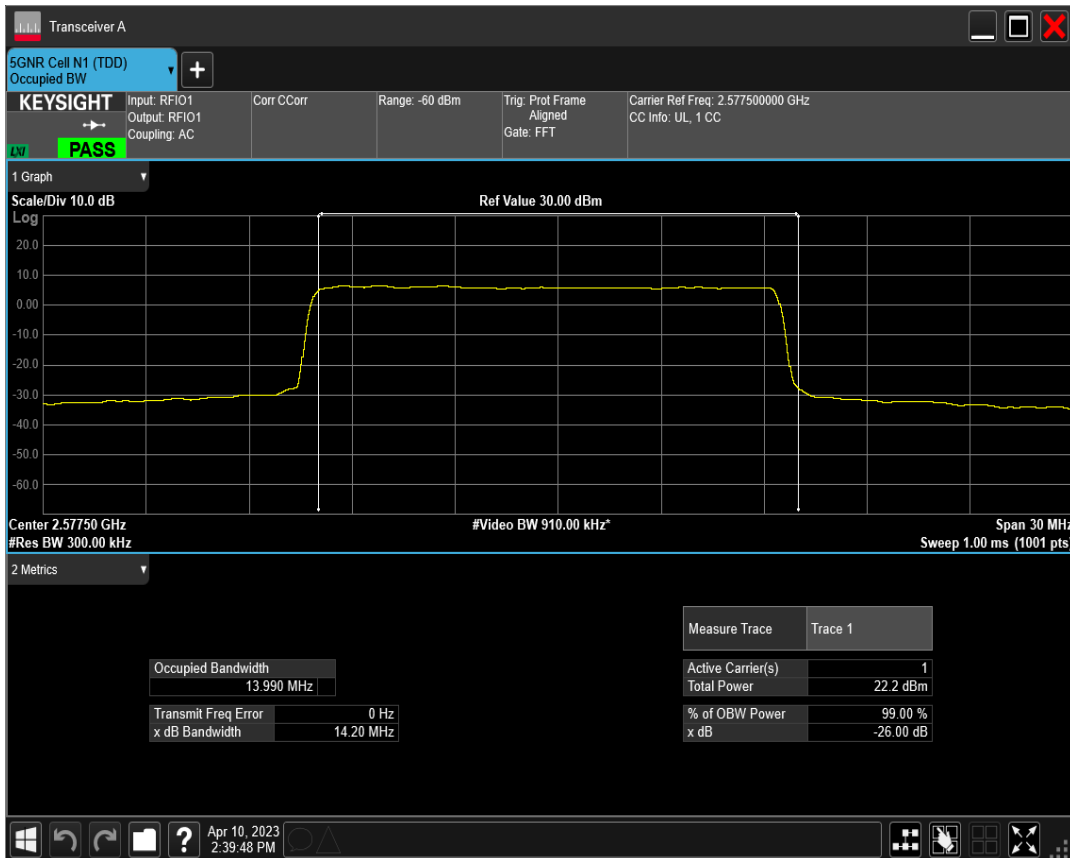 Transceiver A
5GNR Cell N1 (TDD)
Occupied BW
+
KEYSIGHT
LXI
PASS
Input: RFIO1
Output: RFIO1
Coupling: AC
Corr CCorr
Range: -60 dBm
Trig: Prot Frame
Aligned
Gate: FFT
Carrier Ref Freq: 2.577500000 GHz
CC Info: UL, 1 CC
1 Graph
Scale/Div 10.0 dB
Ref Value 30.00 dBm
Log
20.0
10.0
0.00
-10.0
-20.0
-30.0
-40.0
-50.0
-60.0
Center 2.57750 GHz
#Video BW 910.00 kHz*
Span 30 MHz
#Res BW 300.00 kHz
Sweep 1.00 ms (1001 pts)
2 Metrics
Measure Trace Trace 1
Occupied Bandwidth
13.990 MHz
Active Carrier(s) 1
Total Power 22.2 dBm
Transmit Freq Error 0 Hz
x dB Bandwidth 14.20 MHz
% of OBW Power 99.00 %
x dB -26.00 dB
?
Apr 10, 2023
2:39:48 PM